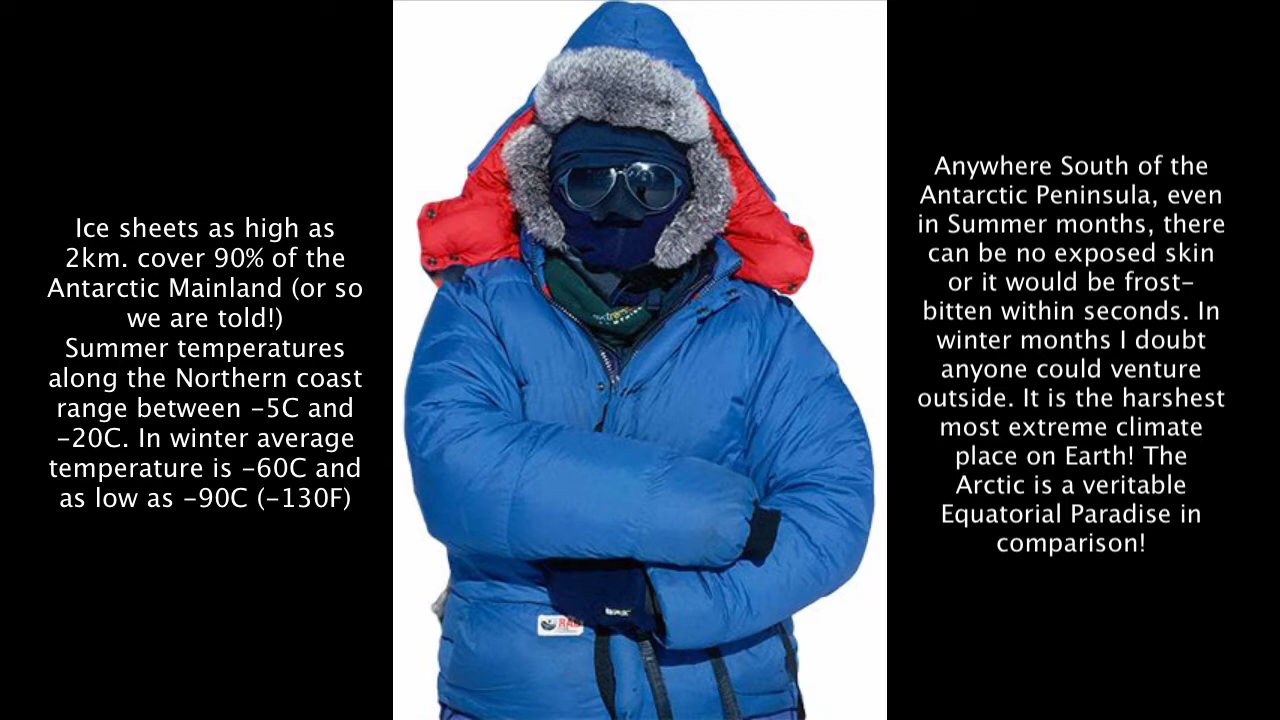 Ice sheets as high as
2km. cover 90% of the
Antarctic Mainland (or so
we are told!)
Summer temperatures
along the Northern coast
range between -5C and
-20C. In winter average
temperature is -60C and
as low as -90C (-130F)
RAB
Anywhere South of the
Antarctic Peninsula, even
in Summer months, there
can be no exposed skin
or it would be frost-
bitten within seconds. In
winter months I doubt
anyone could venture
outside. It is the harshest
most extreme climate
place on Earth! The
Arctic is a veritable
Equatorial Paradise in
comparison!